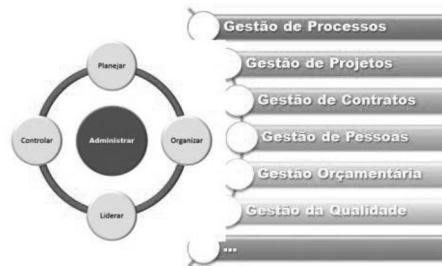 Planejar
Controlar
Administrar
Organizar
Liderar
Gestão de Processos
Gestão de Projetos
Gestão de Contratos
Gestão de Pessoas
Gestão Orçamentária
Gestão da Qualidade
...